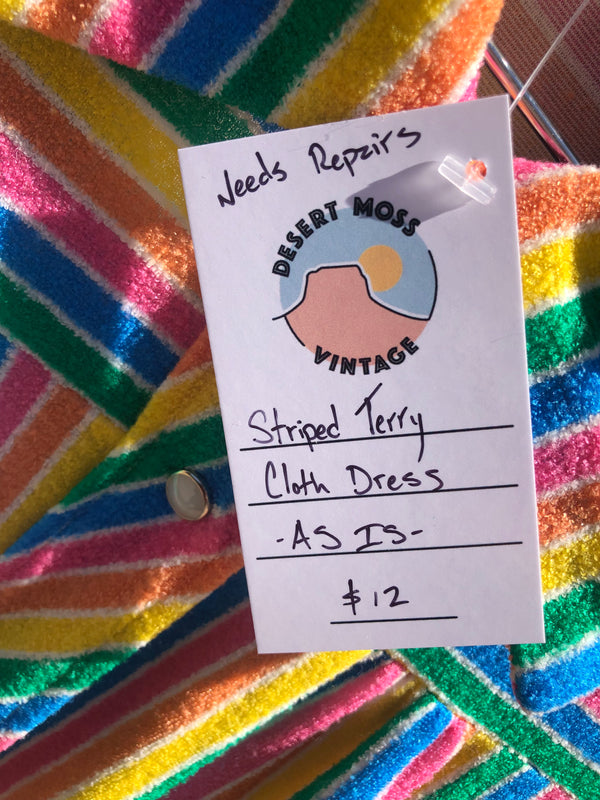 Needs Repairs
DESERT MOSS
VINTAGE
Striped Terry
Cloth Dress
-AS IS-
$12